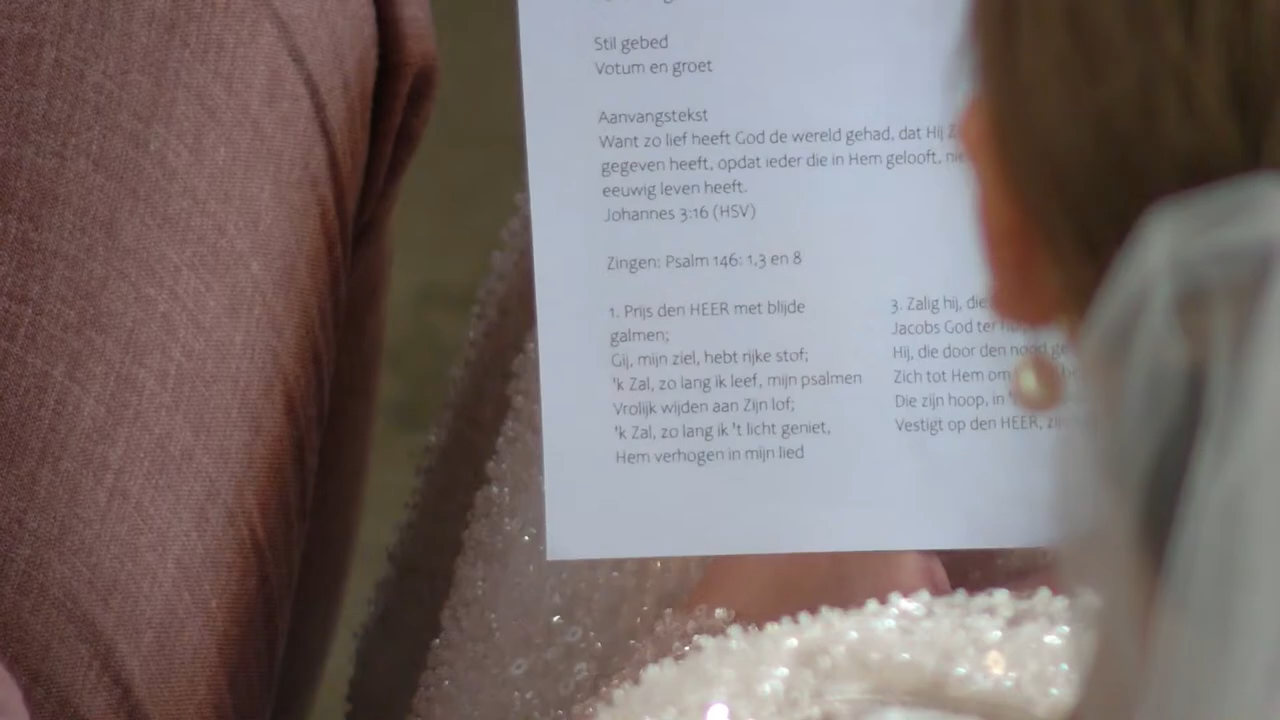 Stil gebed
Votum en groet
Aanvangstekst
Want zo lief heeft God de wereld gehad, dat Hij
gegeven heeft, opdat ieder die in Hem gelooft,
eeuwig leven heeft.
Johannes 3:16 (HSV)
Zingen: Psalm 146: 1,3 en 8
1. Prijs den HEER met blijde
galmen;
Gij, mijn ziel, hebt rijke stof;
'k Zal, zo lang ik leef, mijn psalmen
Vrolijk wijden aan Zijn lof;
'k Zal, zo lang ik 't licht geniet,
Hem verhogen in mijn lied
3. Zalig hij, die
Jacobs God ter
Hij, die door den nood
Zich tot Hem om
Die zijn hoop, in
Vestigt op den HEER,